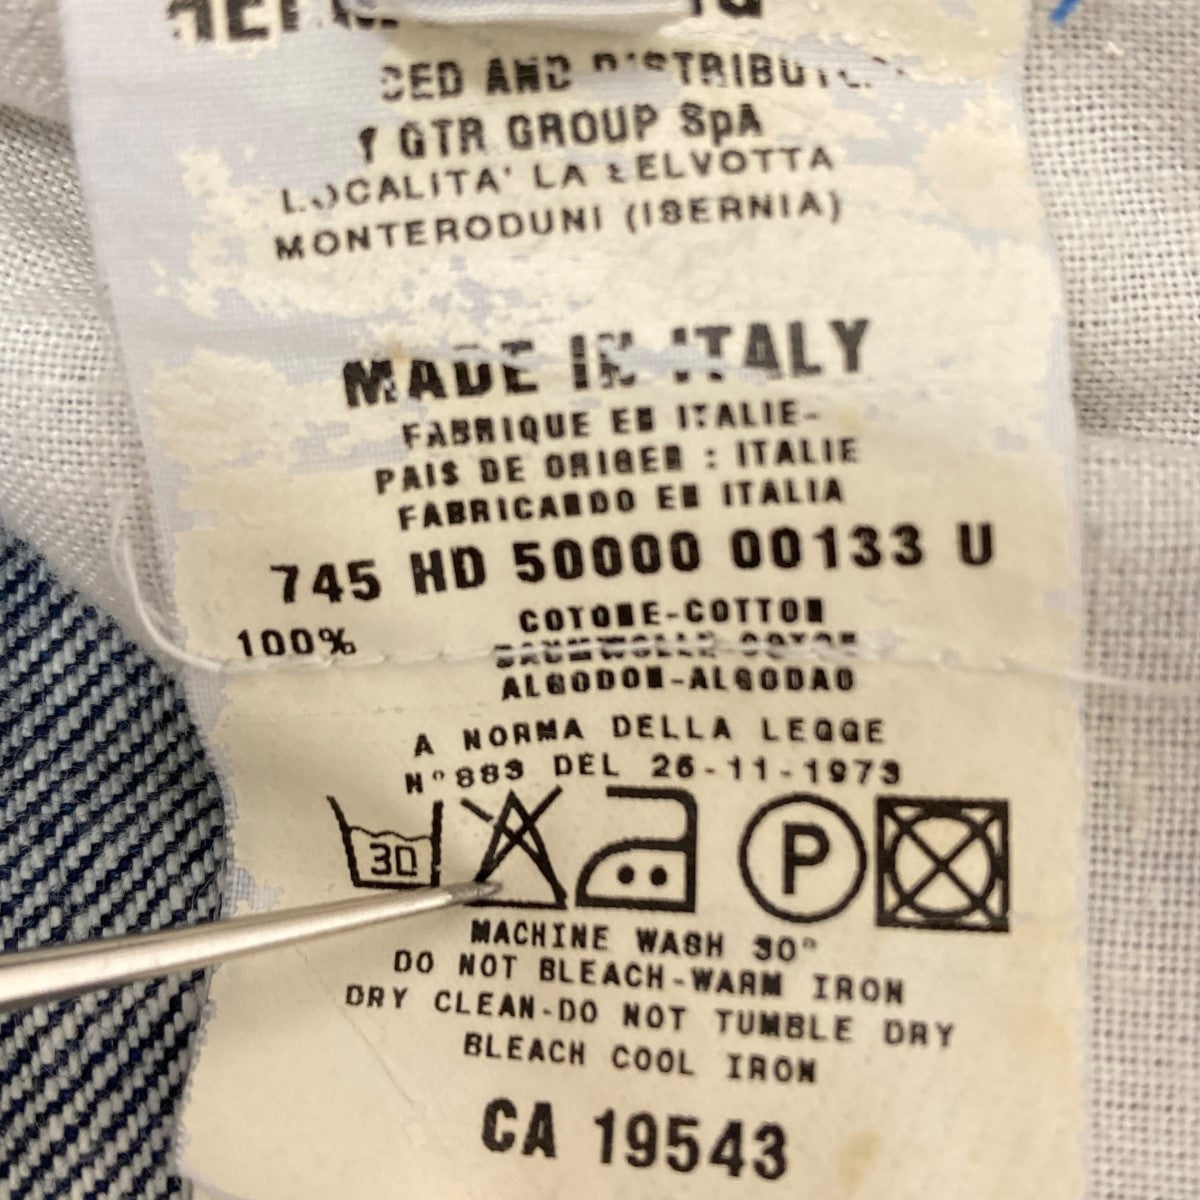 AND
GTR GROUP SpA
LOCALITA' LA SELVOTTA
MONTERODUNI (ISERNIA)
MADE IN ITALY
FABRIQUE EN ITALIE-
PAIS DE ORIGEN : ITALIE
FABRICANDO EN ITALIA
745 HD 50000 00133 U
COTONE-COTTON
100% BAUMWOLLE-COTON
ALGODON-ALGODAO
A NORMA DELLA LEGGE
N° 883 DEL 26-11-1973
30 P
MACHINE WASH 30°
DO NOT BLEACH-WARM IRON
DRY CLEAN-DO NOT TUMBLE DRY
BLEACH COOL IRON
CA 19543